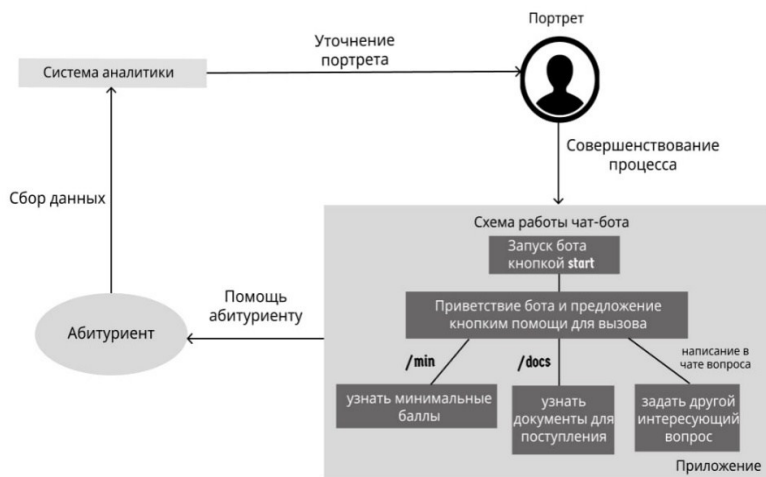 Портрет
Уточнение
портрета
Система аналитики
Совершенствование
процесса
Сбор данных
Схема работы чат-бота
Запуск бота
кнопкой start
Помощь
абитуриенту
Абитуриент
Приветствие бота и предложение
кнопким помощи для вызова
/min
/docs
написание в
чате вопроса
узнать минимальные
баллы
узнать
документы для
поступления
задать другой
интересующий
вопрос
Приложение